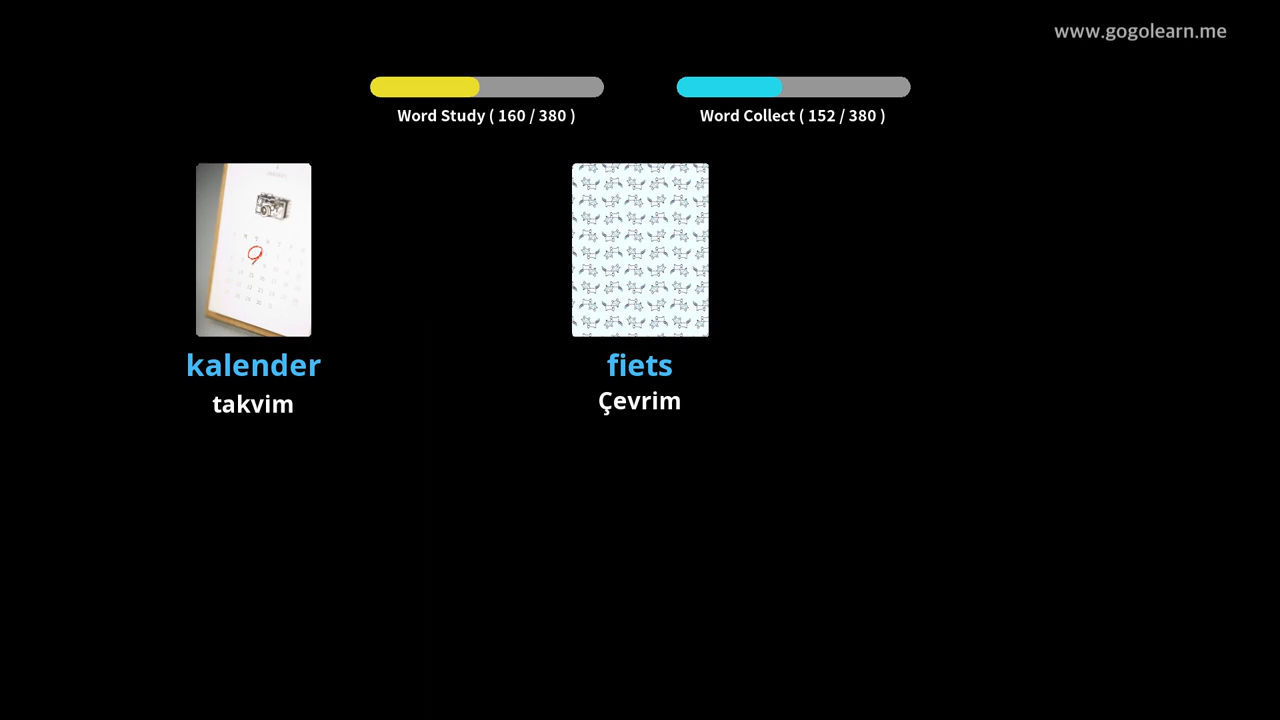 www.gogolearn.me
Word Study ( 160 / 380 )
Word Collect ( 152 / 380 )
kalender
takvim
fiets
Çevrim